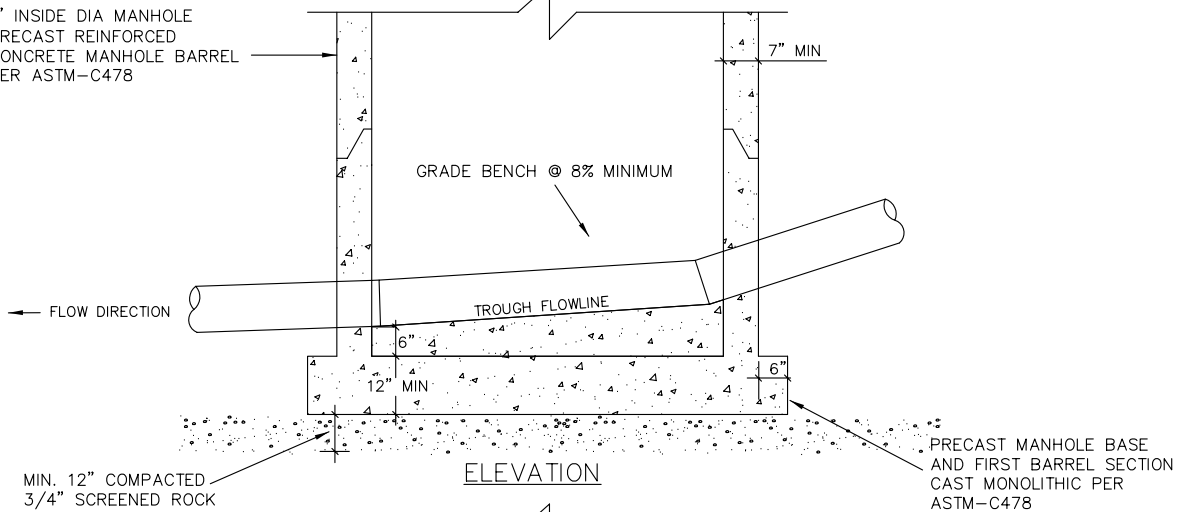 ” INSIDE DIA MANHOLE
RECAST REINFORCED
ONCRETE MANHOLE BARREL
ER ASTM–C478
7” MIN
GRADE BENCH @ 8% MINIMUM
FLOW DIRECTION
TROUGH FLOWLINE
6”
12” MIN
6”
MIN. 12” COMPACTED
3/4” SCREENED ROCK
ELEVATION
PRECAST MANHOLE BASE
AND FIRST BARREL SECTION
CAST MONOLITHIC PER
ASTM–C478